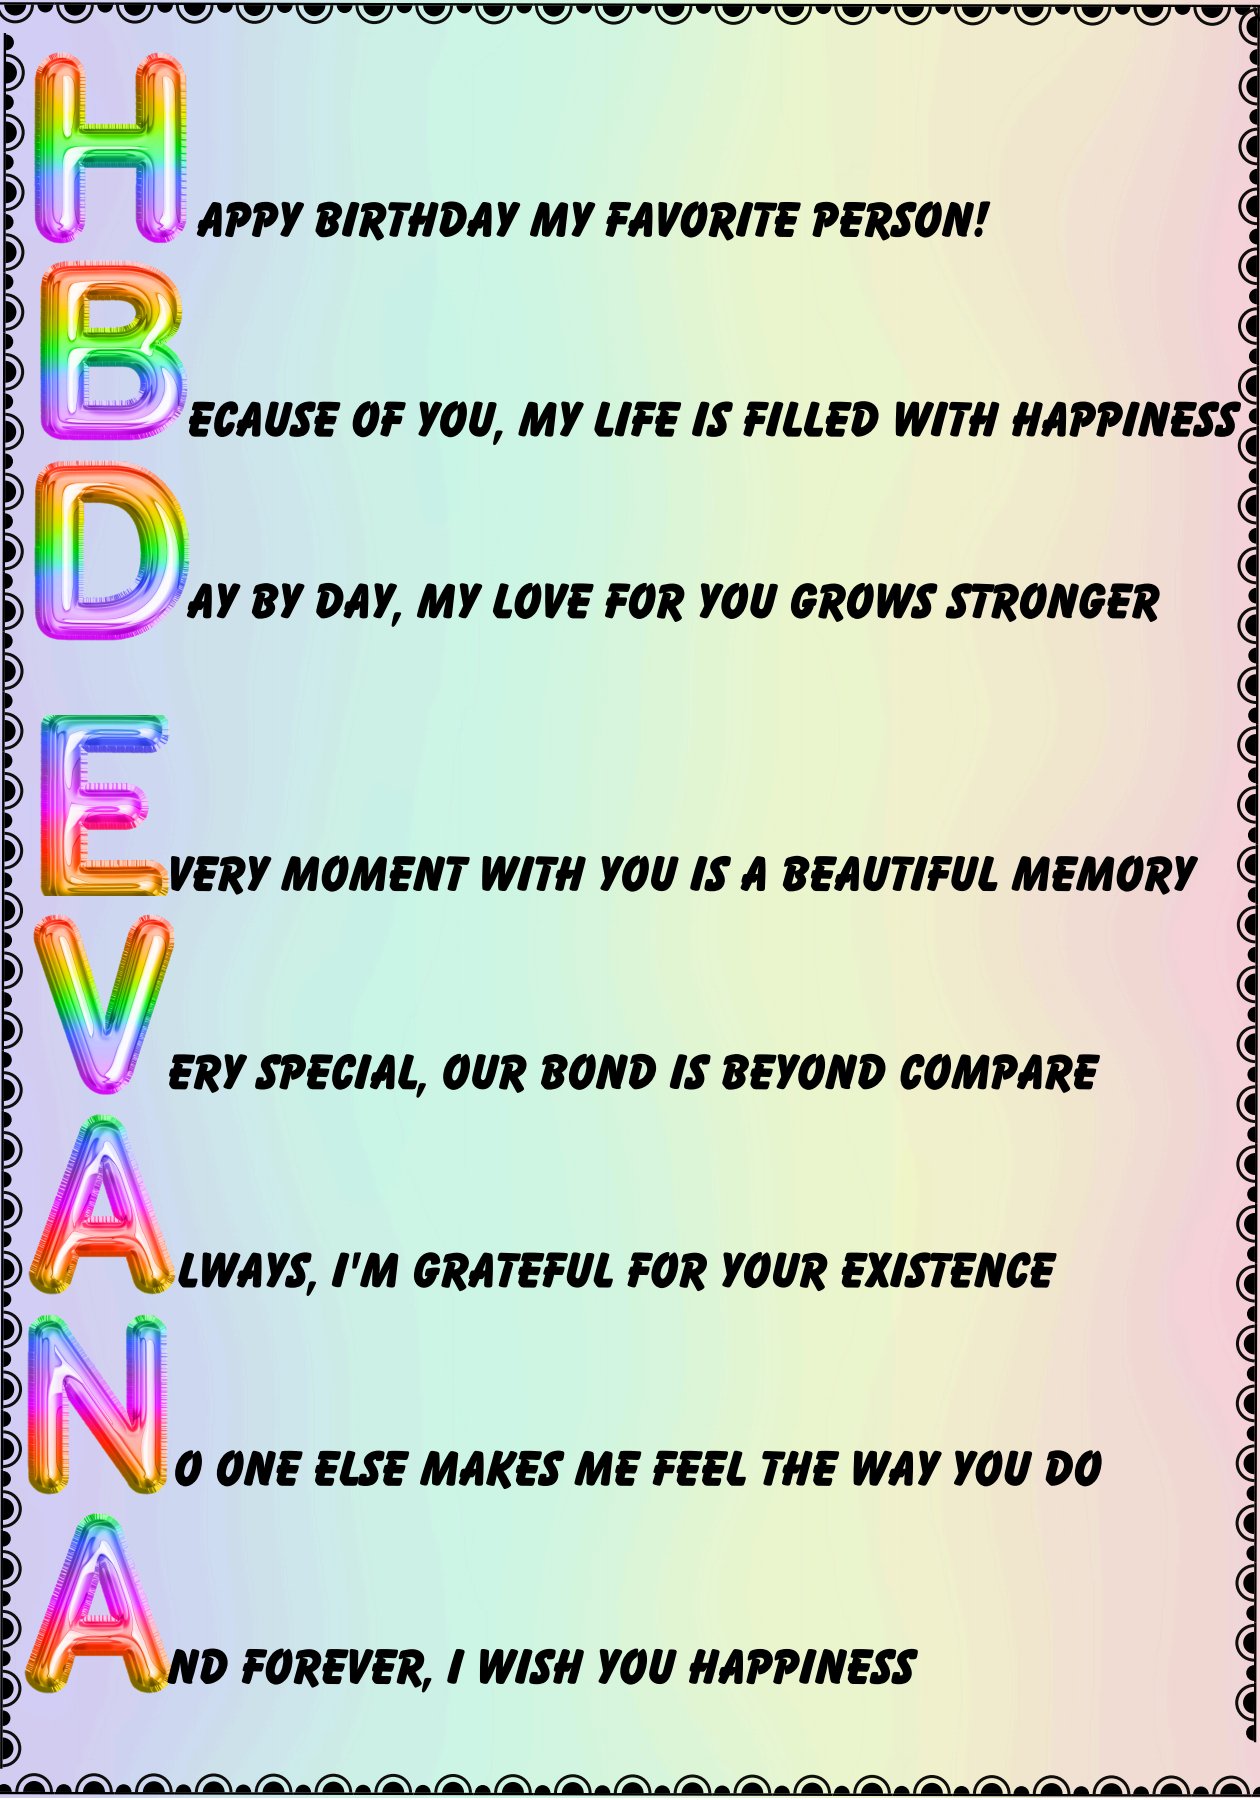 HAPPY BIRTHDAY MY FAVORITE PERSON!
BECAUSE OF YOU, MY LIFE IS FILLED WITH HAPPINESS
DAY BY DAY, MY LOVE FOR YOU GROWS STRONGER
EVERY MOMENT WITH YOU IS A BEAUTIFUL MEMORY
VERY SPECIAL, OUR BOND IS BEYOND COMPARE
ALWAYS, I'M GRATEFUL FOR YOUR EXISTENCE
NO ONE ELSE MAKES ME FEEL THE WAY YOU DO
AND FOREVER, I WISH YOU HAPPINESS